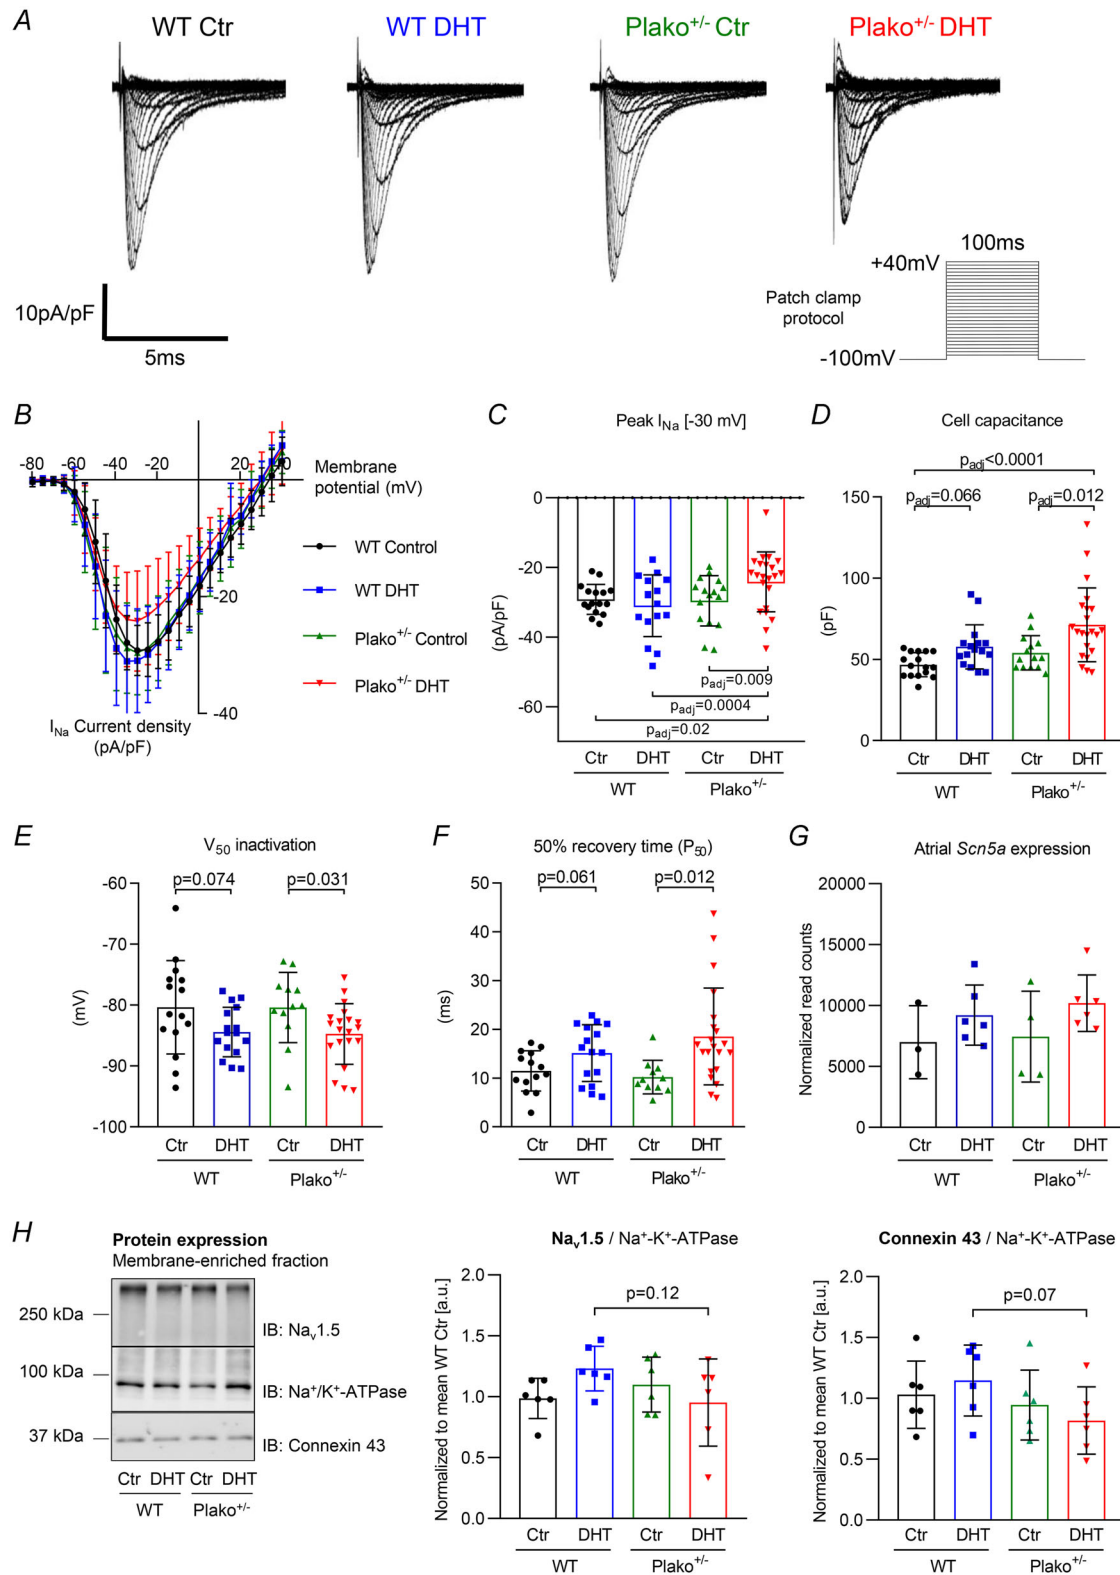 A
WT Ctr
WT DHT
Plako+/- Ctr
Plako+/- DHT
10pA/pF
5ms
100ms
+40mV
Patch clamp
protocol
-100mV
B
-80 -60 -40 -20 20 40
-20
-40
Membrane
potential (mV)
WT Control
WT DHT
Plako+/- Control
Plako+/- DHT
INa Current density
(pA/pF)
C
Peak INa [-30 mV]
0
-20
-40
-60
(pA/pF)
padj=0.009
padj=0.0004
padj=0.02
Ctr DHT Ctr DHT
WT Plako+/-
D
Cell capacitance
padj<0.0001
padj=0.066
padj=0.012
150
100
50
0
(pF)
Ctr DHT Ctr DHT
WT Plako+/-
E
V50 inactivation
p=0.074
p=0.031
-60
-70
-80
-90
-100
(mV)
Ctr DHT Ctr DHT
WT Plako+/-
F
50% recovery time (P50)
p=0.061
p=0.012
50
40
30
20
10
0
(ms)
Ctr DHT Ctr DHT
WT Plako+/-
G
Atrial Scn5a expression
20000
15000
10000
5000
0
Normalized read counts
Ctr DHT Ctr DHT
WT Plako+/-
H
Protein expression
Membrane-enriched fraction
250 kDa
IB: Nav1.5
100 kDa
IB: Na+/K+-ATPase
37 kDa
IB: Connexin 43
Ctr DHT Ctr DHT
WT Plako+/-
Nav1.5 / Na+-K+-ATPase
p=0.12
2.0
1.5
1.0
0.5
0.0
Normalized to mean WT Ctr [a.u.]
Ctr DHT Ctr DHT
WT Plako+/-
Connexin 43 / Na+-K+-ATPase
p=0.07
2.0
1.5
1.0
0.5
0.0
Normalized to mean WT Ctr [a.u.]
Ctr DHT Ctr DHT
WT Plako+/-